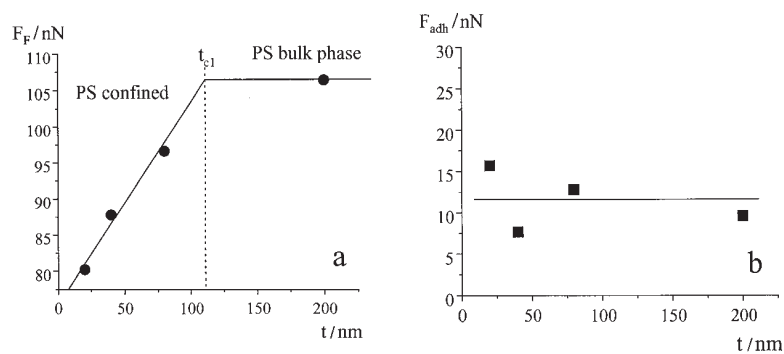 F_F / nN
110
105
100
95
90
85
80
PS confined
t_c1
PS bulk phase
a
0
50
100
150
200
t / nm
F_adh / nN
30
25
20
15
10
5
0
b
0
50
100
150
200
t / nm